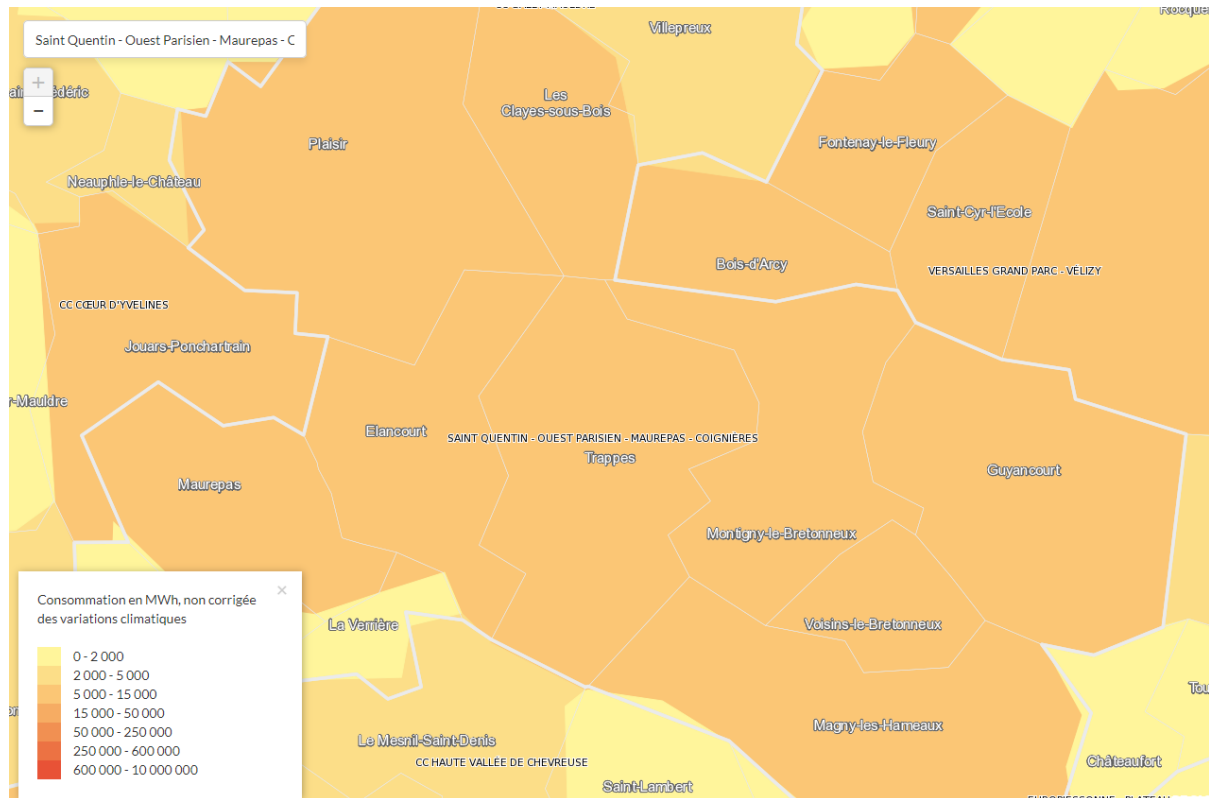 Villepreux
Saint Quentin - Ouest Parisien - Maurepas - C
+
−
Les
Clayes-sous-Bois
Plaisir
Fontenay-le-Fleury
Neauphle-le-Château
Saint-Cyr-l'Ecole
Bois-d'Arcy
VERSAILLES GRAND PARC - VÉLIZY
CC CŒUR D'YVELINES
Jouars-Ponchartrain
r-Mauldre
Elancourt
SAINT QUENTIN - OUEST PARISIEN - MAUREPAS - COIGNIÈRES
Trappes
Guyancourt
Maurepas
Montigny-le-Bretonneux
La Verrière
Voisins-le-Bretonneux
Magny-les-Hameaux
Le Mesnil-Saint-Denis
CC HAUTE VALLÉE DE CHEVREUSE
Châteaufort
Saint-Lambert
Consommation en MWh, non corrigée
des variations climatiques
×
0 - 2 000
2 000 - 5 000
5 000 - 15 000
15 000 - 50 000
50 000 - 250 000
250 000 - 600 000
600 000 - 10 000 000